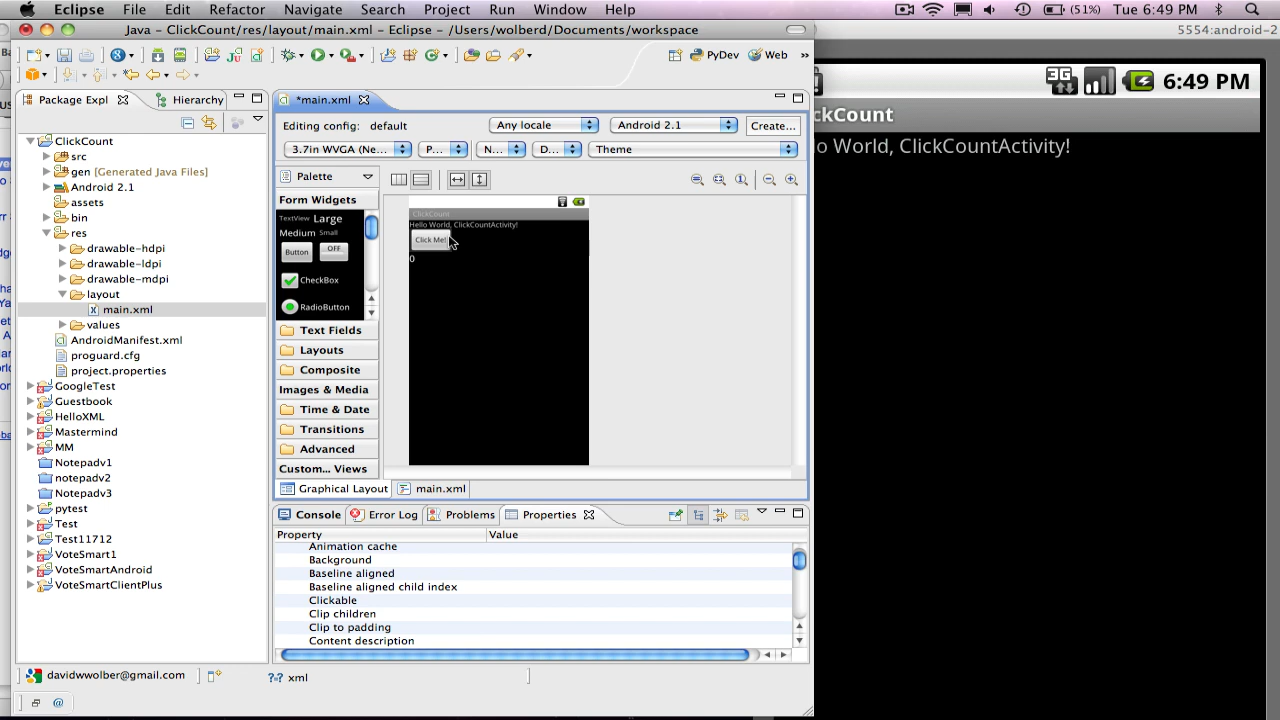 Eclipse File Edit Refactor Navigate Search Project Run Window Help (51%) Tue 6:49 PM
Java – ClickCount/res/layout/main.xml – Eclipse – /Users/wolberd/Documents/workspace
5554:android-2
PyDev Web »
Package Expl Hierarchy
*main.xml
Editing config: default Any locale Android 2.1 Create...
3.7in WVGA (Ne... P... N... D... Theme
ClickCount
src
gen [Generated Java Files]
Android 2.1
assets
bin
res
drawable-hdpi
drawable-ldpi
drawable-mdpi
layout
main.xml
values
AndroidManifest.xml
proguard.cfg
project.properties
GoogleTest
Guestbook
HelloXML
Mastermind
MM
Notepadv1
notepadv2
Notepadv3
pytest
Test
Test11712
VoteSmart1
VoteSmartAndroid
VoteSmartClientPlus
Palette
Form Widgets
TextView Large
Medium Small
Button OFF
CheckBox
RadioButton
Text Fields
Layouts
Composite
Images & Media
Time & Date
Transitions
Advanced
Custom... Views
ClickCount
Hello World, ClickCountActivity!
Click Me!
0
Graphical Layout main.xml
Console Error Log Problems Properties
Property Value
Animation cache
Background
Baseline aligned
Baseline aligned child index
Clickable
Clip children
Clip to padding
Content description
davidwwolber@gmail.com
xml
3G 6:49 PM
ckCount
lo World, ClickCountActivity!